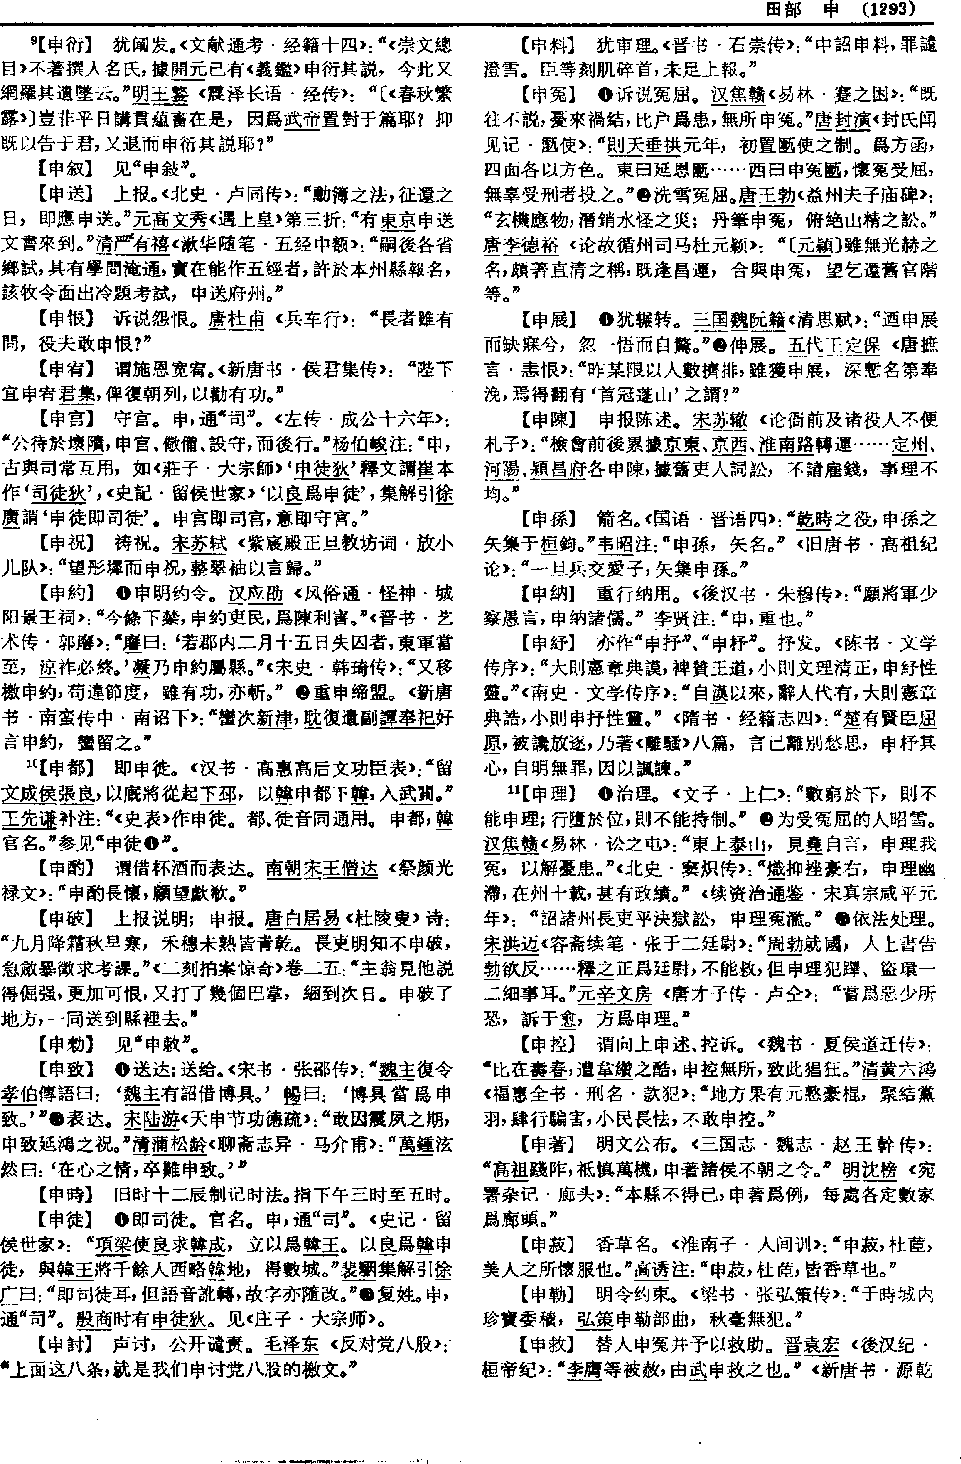 田部 申 (1293)
⁹【申衍】 犹阐发。《文献通考·经籍十四》：“《崇文總
目》不著撰人名氏，據開元已有《義鑑》申衍其説，今此又
網羅其遺墜云。”明王鏊《震泽长语·经传》：“〔《春秋繁
露》〕豈非平日講貫蕴蓄在是，因爲武帝置對于篇耶？抑
既以告于君，又退而申衍其説耶？”
【申叙】 见“申敍”。
【申送】 上报。《北史·卢同传》：“勳簿之法，征還之
日，即應申送。”元高文秀《遇上皇》第三折：“有東京申送
文書來到。”清严有禧《漱华随笔·五经中额》：“嗣後各省
鄉試，其有學問淹通，實在能作五經者，許於本州縣報名，
該牧令面出冷題考試，申送府州。”
【申恨】 诉说怨恨。唐杜甫《兵车行》：“長者雖有
問，役夫敢申恨？”
【申宥】 谓施恩宽宥。《新唐书·侯君集传》：“陛下
宜申宥君集，俾復朝列，以勸有功。”
【申宫】 守宫。申，通“司”。《左传·成公十六年》：
“公待於壞隤，申宫、儆備、設守，而後行。”杨伯峻注：“申，
古與司常互用，如《莊子·大宗師》‘申徒狄’釋文謂崔本
作‘司徒狄’，《史記·留侯世家》‘以良爲申徒’，集解引徐
廣謂‘申徒即司徒’。申宫即司宫，意即守宫。”
【申祝】 祷祝。宋苏轼《紫宸殿正旦教坊词·放小
儿队》：“望彤墀而申祝，整翠袖以言歸。”
【申約】 ❶申明约令。汉应劭《风俗通·怪神·城
阳景王祠》：“今條下禁，申約吏民，爲陳利害。”《晋书·艺
术传·郭黁》：“黁曰：‘若郡内二月十五日失囚者，東軍當
至，涼祚必終。’凝乃申約屬縣。”《宋史·韩琦传》：“又移
檄申約，苟違節度，雖有功，亦斬。”❷重申缔盟。《新唐
书·南蛮传中·南诏下》：“蠻次新津，耽復遣副譚奉祀好
言申約，蠻留之。”
¹⁰【申都】 即申徒。《汉书·高惠高后文功臣表》：“留
文成侯張良，以廐將從起下邳，以韓申都下韓，入武關。”
王先谦补注：“《史表》作申徒。都、徒音同通用。申都，韓
官名。”参见“申徒❶”。
【申酌】 谓借杯酒而表达。南朝宋王僧达《祭颜光
禄文》：“申酌長懷，顧望歔欷。”
【申破】 上报说明；申报。唐白居易《杜陵叟》诗：
“九月降霜秋旱寒，禾穗未熟皆青乾。長吏明知不申破，
急斂暴徵求考課。”《二刻拍案惊奇》卷二五：“主翁見他説
得倔强，更加可恨，又打了幾個巴掌，綑到次日。申破了
地方，一同送到縣裡去。”
【申勑】 见“申敕”。
【申致】 ❶送达；送给。《宋书·张邵传》：“魏主復令
孝伯傳語曰：‘魏主有詔借博具。’暢曰：‘博具當爲申
致。’”❷表达。宋陆游《天申节功德疏》：“敢因震夙之期，
申致延鴻之祝。”清蒲松龄《聊斋志异·马介甫》：“萬鍾泫
然曰：‘在心之情，卒難申致。’”
【申時】 旧时十二辰制记时法。指下午三时至五时。
【申徒】 ❶即司徒。官名。申，通“司”。《史记·留
侯世家》：“項梁使良求韓成，立以爲韓王。以良爲韓申
徒，與韓王將千餘人西略韓地，得數城。”裴駰集解引徐
广曰：“即司徒耳，但語音訛轉，故字亦隨改。”❷复姓。申，
通“司”。殷商时有申徒狄。见《庄子·大宗师》。
【申討】 声讨，公开谴责。毛泽东《反对党八股》：
“上面这八条，就是我们申讨党八股的檄文。”
【申料】 犹审理。《晋书·石崇传》：“中詔申料，罪譴
澄雪。臣等刻肌碎首，未足上報。”
【申冤】 ❶诉说冤屈。汉焦赣《易林·蹇之困》：“既
往不説，憂來禍結，比户爲患，無所申冤。”唐封演《封氏闻
见记·匦使》：“則天垂拱元年，初置匭使之制。爲方函，
四面各以方色。東曰延恩匭……西曰申冤匭，懷冤受屈，
無辜受刑者投之。”❷洗雪冤屈。唐王勃《益州夫子庙碑》：
“玄機應物，潛銷水怪之災；丹筆申冤，俯絶山精之訟。”
唐李德裕《论故循州司马杜元颖》：“〔元穎〕雖無光赫之
名，頗著直清之稱，既逢昌運，合與申冤，望乞還舊官階
等。”
【申展】 ❶犹辗转。三国魏阮籍《清思赋》：“迺申展
而缺寐兮，忽一悟而自驚。”❷伸展。五代王定保《唐摭
言·恚恨》：“昨某限以人數擠排，雖獲申展，深慙名第奉
浼，焉得翻有‘首冠蓬山’之謂？”
【申陳】 申报陈述。宋苏辙《论衙前及诸役人不便
札子》：“檢會前後累據京東、京西、淮南路轉運……定州、
河陽、穎昌府各申陳，據舊吏人詞訟，不請雇錢，事理不
均。”
【申孫】 箭名。《国语·晋语四》：“乾時之役，申孫之
矢集于桓鉤。”韦昭注：“申孫，矢名。”《旧唐书·高祖纪
论》：“一旦兵交愛子，矢集申孫。”
【申納】 重行纳用。《後汉书·朱穆传》：“願將軍少
察愚言，申納諸儒。”李贤注：“申，重也。”
【申紓】 亦作“申抒”、“申杼”。抒发。《陈书·文学
传序》：“大則憲章典謨，裨贊王道，小則文理清正，申紓性
靈。”《南史·文学传序》：“自漢以來，辭人代有，大則憲章
典誥，小則申抒性靈。”《隋书·经籍志四》：“楚有賢臣屈
原，被讒放逐，乃著《離騷》八篇，言己離别愁思，申杼其
心，自明無罪，因以諷諫。”
¹¹【申理】 ❶治理。《文子·上仁》：“數窮於下，則不
能申理；行墮於位，則不能持制。”❷为受冤屈的人昭雪。
汉焦赣《易林·讼之屯》：“東上泰山，見堯自言，申理我
冤，以解憂患。”《北史·窦炽传》：“熾抑挫豪右，申理幽
滯，在州十載，甚有政績。”《续资治通鉴·宋真宗咸平元
年》：“詔諸州長吏平決獄訟，申理冤濫。”❸依法处理。
宋洪迈《容斋续笔·张于二廷尉》：“周勃就國，人上書告
勃欲反……釋之正爲廷尉，不能救，但申理犯蹕、盗環一
二細事耳。”元辛文房《唐才子传·卢仝》：“嘗爲惡少所
恐，訴于愈，方爲申理。”
【申控】 谓向上申述、控诉。《魏书·夏侯道迁传》：
“比在壽春，遭韋纘之酷，申控無所，致此猖狂。”清黄六鸿
《福惠全书·刑名·款犯》：“地方果有元憝豪棍，聚結黨
羽，肆行騙害，小民畏怯，不敢申控。”
【申著】 明文公布。《三国志·魏志·赵王幹传》：
“高祖踐阼，祗慎萬機，申著諸侯不朝之令。”明沈榜《宛
署杂记·廊头》：“本縣不得已，申著爲例，每處各定數家
爲廊頭。”
【申菽】 香草名。《淮南子·人间训》：“申菽，杜茝，
美人之所懷服也。”高诱注：“申菽，杜茝，皆香草也。”
【申勒】 明令约束。《梁书·张弘策传》：“于時城内
珍寶委積，弘策申勒部曲，秋毫無犯。”
【申救】 替人申冤并予以救助。晋袁宏《後汉纪·
桓帝纪》：“李膺等被赦，由武申救之也。”《新唐书·源乾